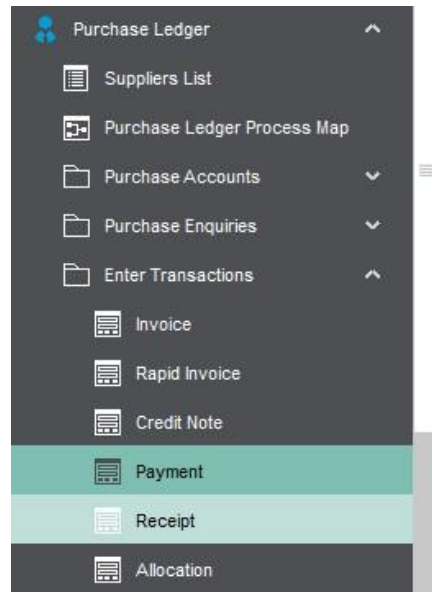 Purchase Ledger
Suppliers List
Purchase Ledger Process Map
Purchase Accounts
Purchase Enquiries
Enter Transactions
Invoice
Rapid Invoice
Credit Note
Payment
Receipt
Allocation